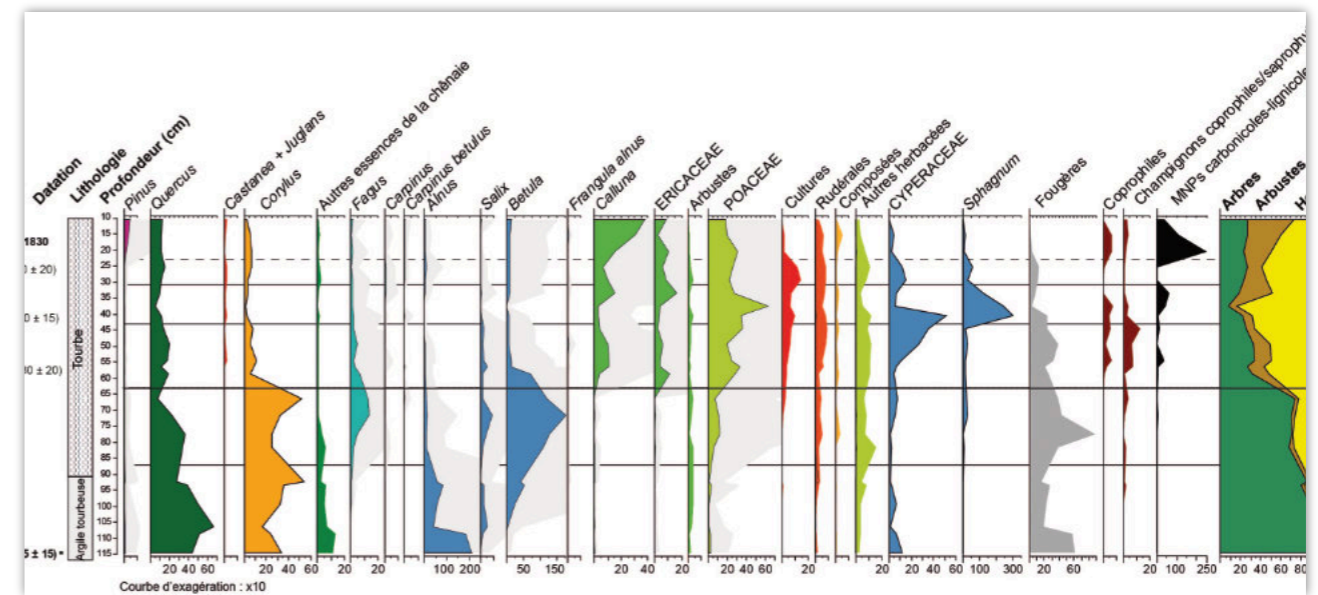 Datation
Lithologie
Profondeur (cm)
Pinus
Quercus
Castanea + Juglans
Corylus
Autres essences de la chênaie
Fagus
Carpinus
Carpinus betulus
Alnus
Salix
Betula
Frangula alnus
Calluna
ERICACEAE
Arbustes
POACEAE
Cultures
Rudérales
Composées
Autres herbacées
CYPERACEAE
Sphagnum
Fougères
Coprophiles
Champignons coprophiles/saprophy
MNPs carbonicoles-lignicole
Arbres
Arbustes
H
1830
± 20)
0 ± 15)
30 ± 20)
5 ± 15) *
Tourbe
Argile tourbeuse
10
15
20
25
30
35
40
45
50
55
60
65
70
75
80
85
90
95
100
105
110
115
20 20 40 60 20 40 60 20 20 100 200 50 150 20 40 20 20 40 60 20 40 60 100 300 20 60 20 100 250 20 40 60 80
Courbe d'exagération : x10